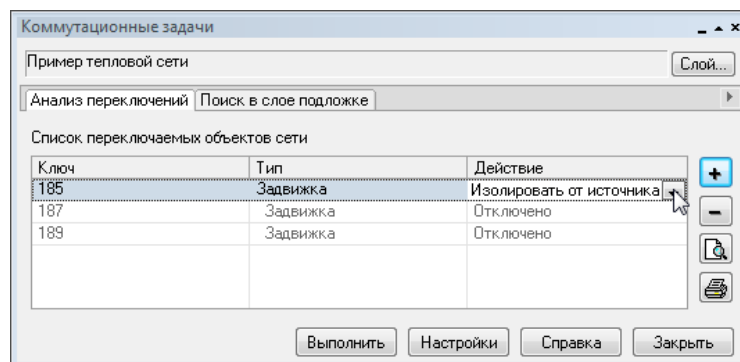 Коммутационные задачи
Пример тепловой сети
Слой...
Анализ переключений Поиск в слое подложке
Список переключаемых объектов сети
Ключ Тип Действие
185 Задвижка Изолировать от источника
187 Задвижка Отключено
189 Задвижка Отключено
Выполнить Настройки Справка Закрыть